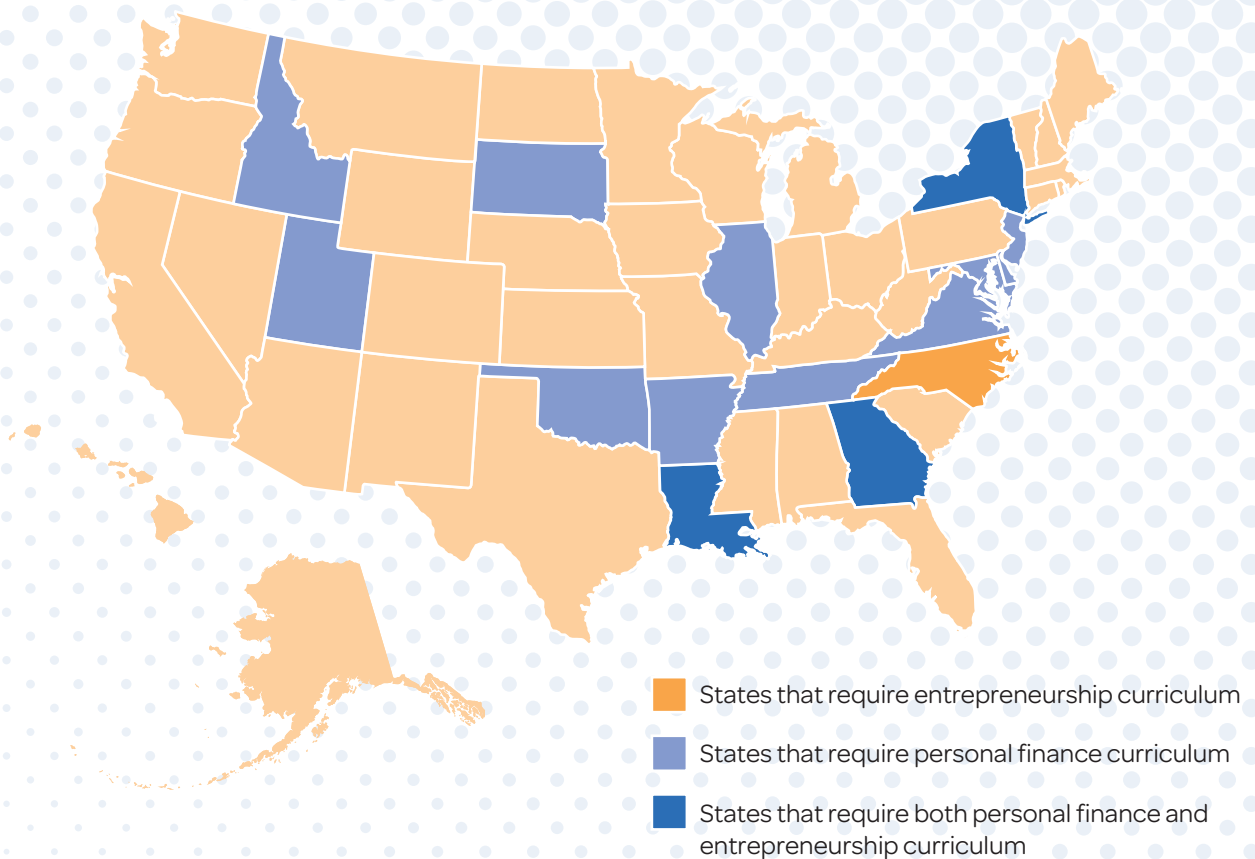 States that require entrepreneurship curriculum
States that require personal finance curriculum
States that require both personal finance and
entrepreneurship curriculum